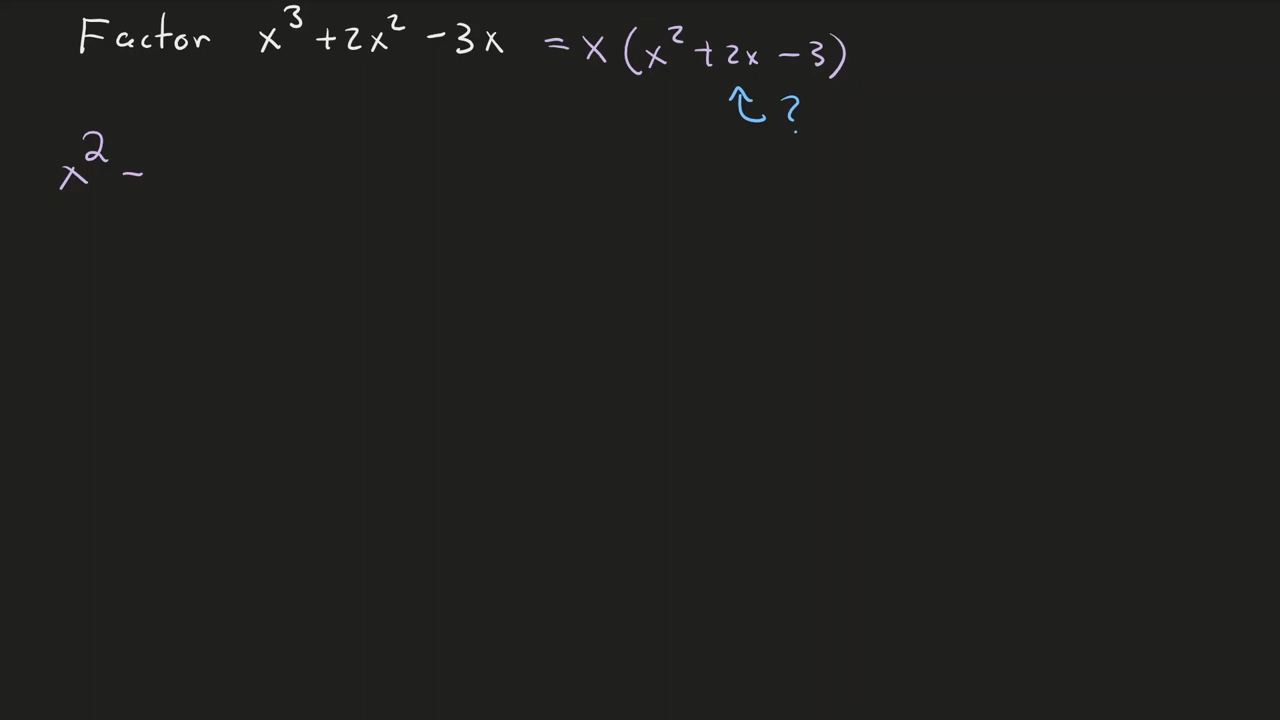 Factor x³ + 2x² - 3x = x(x² + 2x - 3)
?
x² -